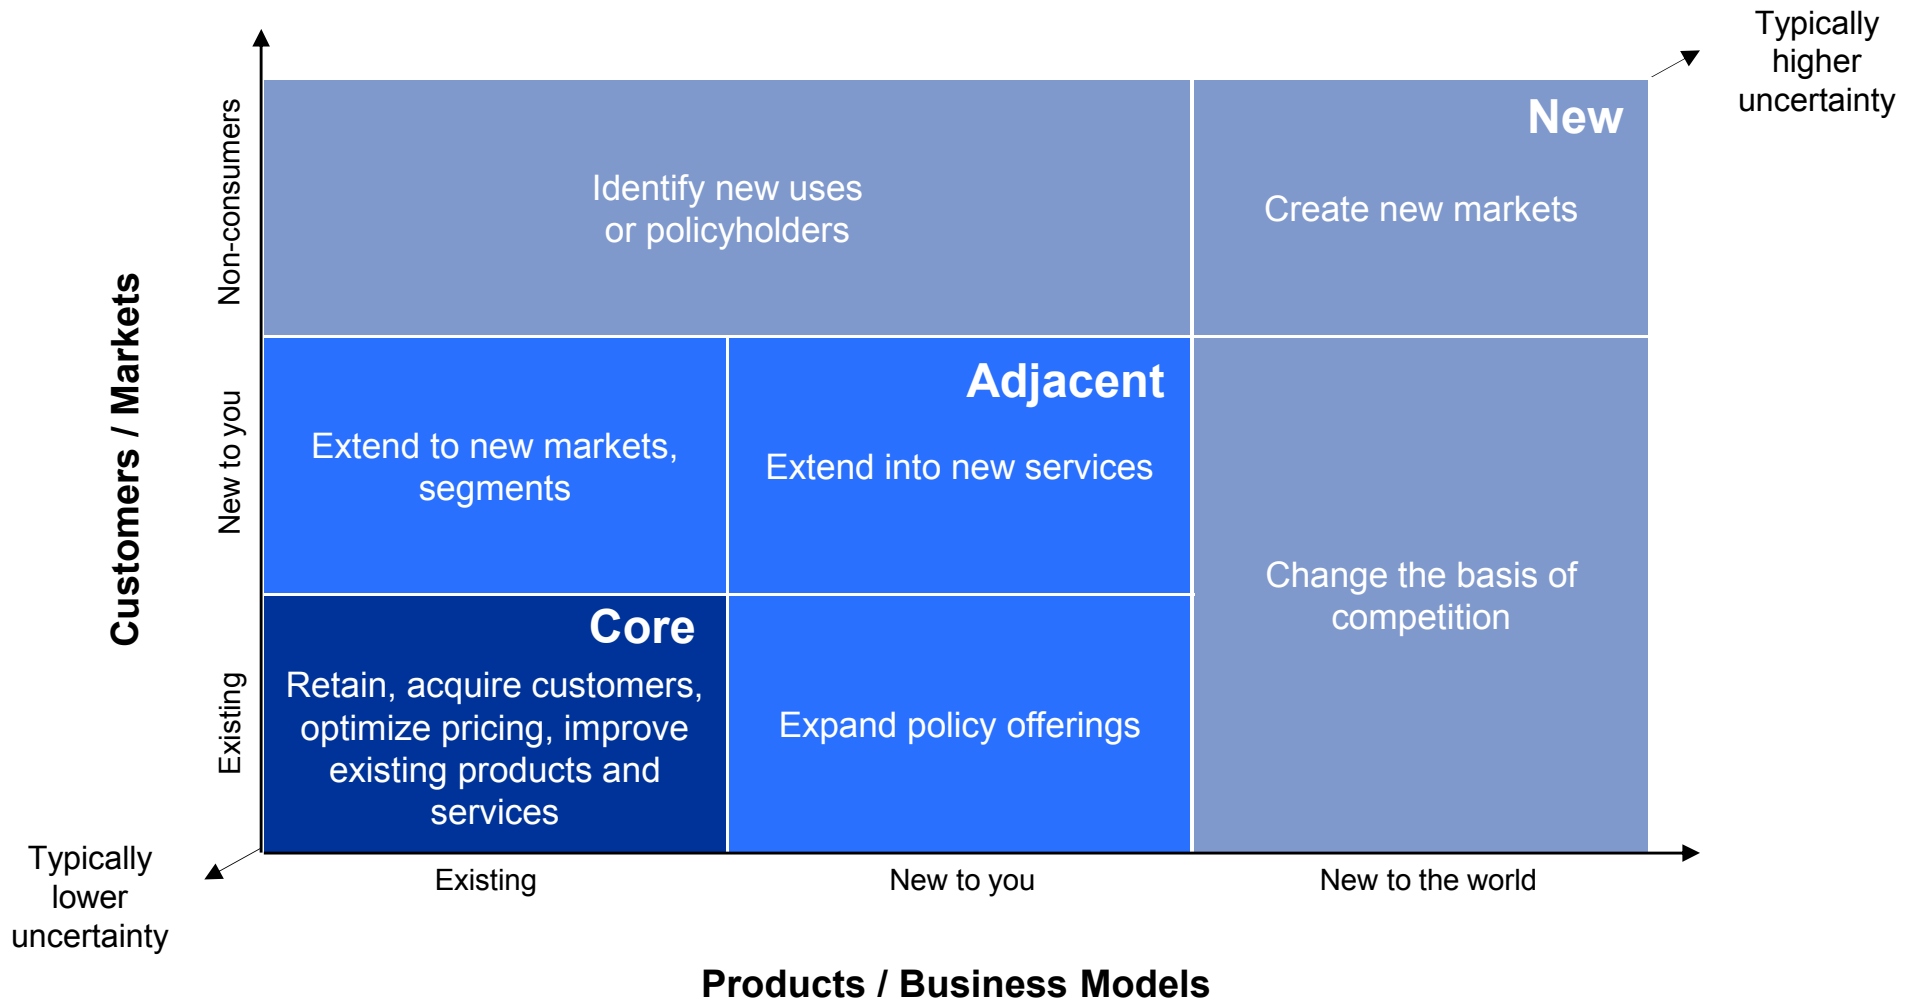 Typically
higher
uncertainty
New
Identify new uses
or policyholders
Create new markets
Non-consumers
Customers / Markets
Adjacent
Extend to new markets,
segments
Extend into new services
New to you
Change the basis of
competition
Core
Retain, acquire customers,
optimize pricing, improve
existing products and
services
Expand policy offerings
Existing
Typically
lower
uncertainty
Existing
New to you
New to the world
Products / Business Models